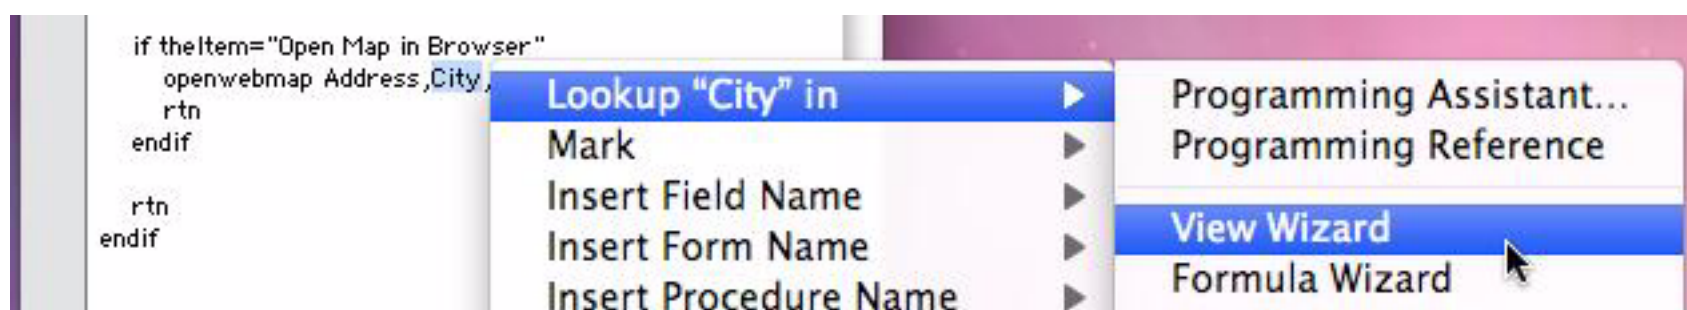 if theItem="Open Map in Browser"
openwebmap Address,City,
rtn
endif
rtn
endif
Lookup “City” in
Mark
Insert Field Name
Insert Form Name
Insert Procedure Name
Programming Assistant...
Programming Reference
View Wizard
Formula Wizard